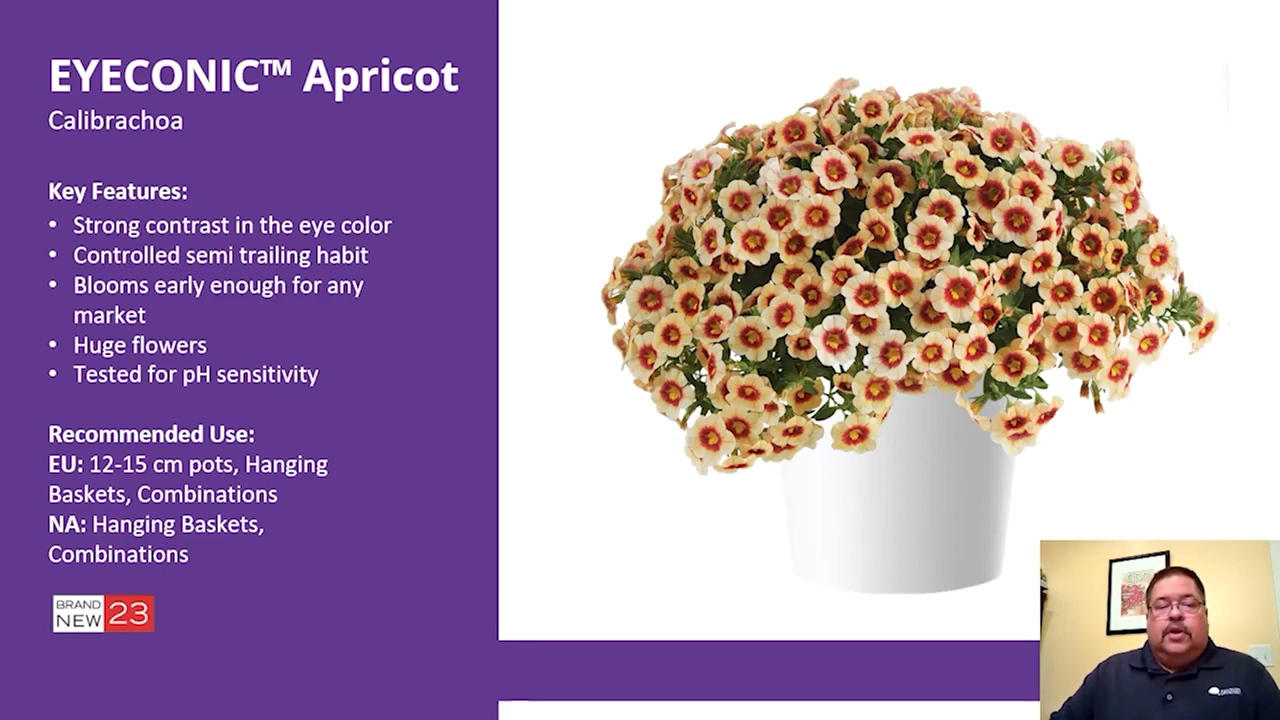 EYECONIC™ Apricot
Calibrachoa
Key Features:
• Strong contrast in the eye color
• Controlled semi trailing habit
• Blooms early enough for any
market
• Huge flowers
• Tested for pH sensitivity
Recommended Use:
EU: 12-15 cm pots, Hanging
Baskets, Combinations
NA: Hanging Baskets,
Combinations
BRAND
NEW 23